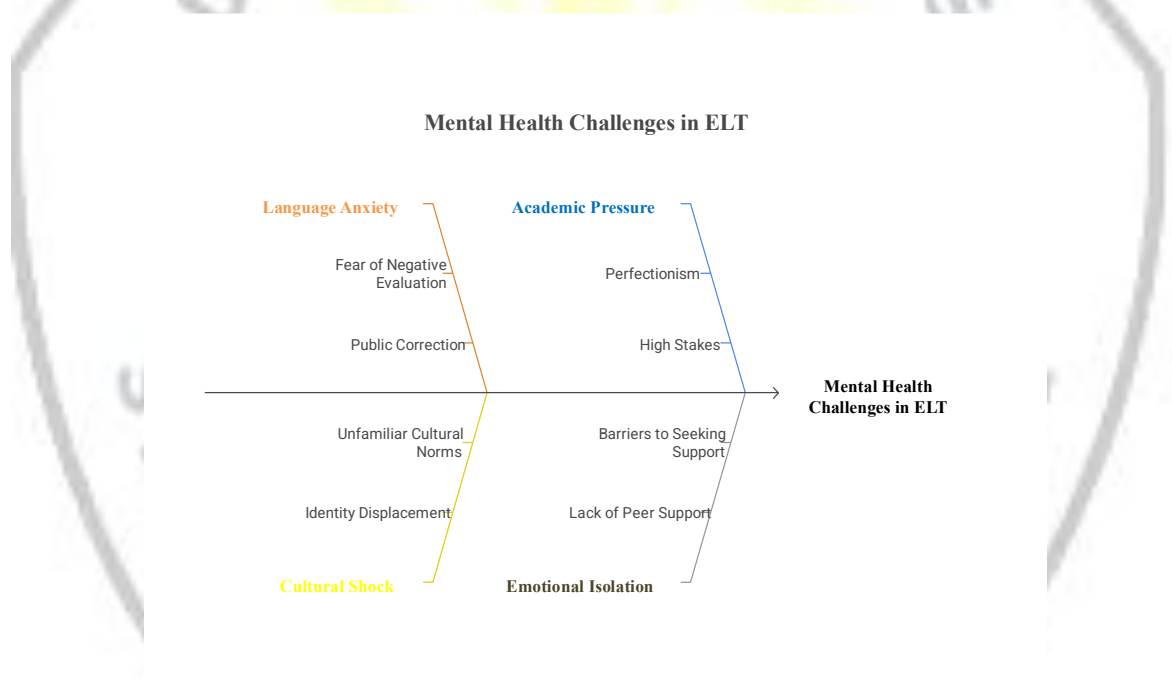 Mental Health Challenges in ELT
Language Anxiety
Academic Pressure
Fear of Negative
Evaluation
Perfectionism
Public Correction
High Stakes
Mental Health
Challenges in ELT
Unfamiliar Cultural
Norms
Barriers to Seeking
Support
Identity Displacement
Lack of Peer Support
Cultural Shock
Emotional Isolation